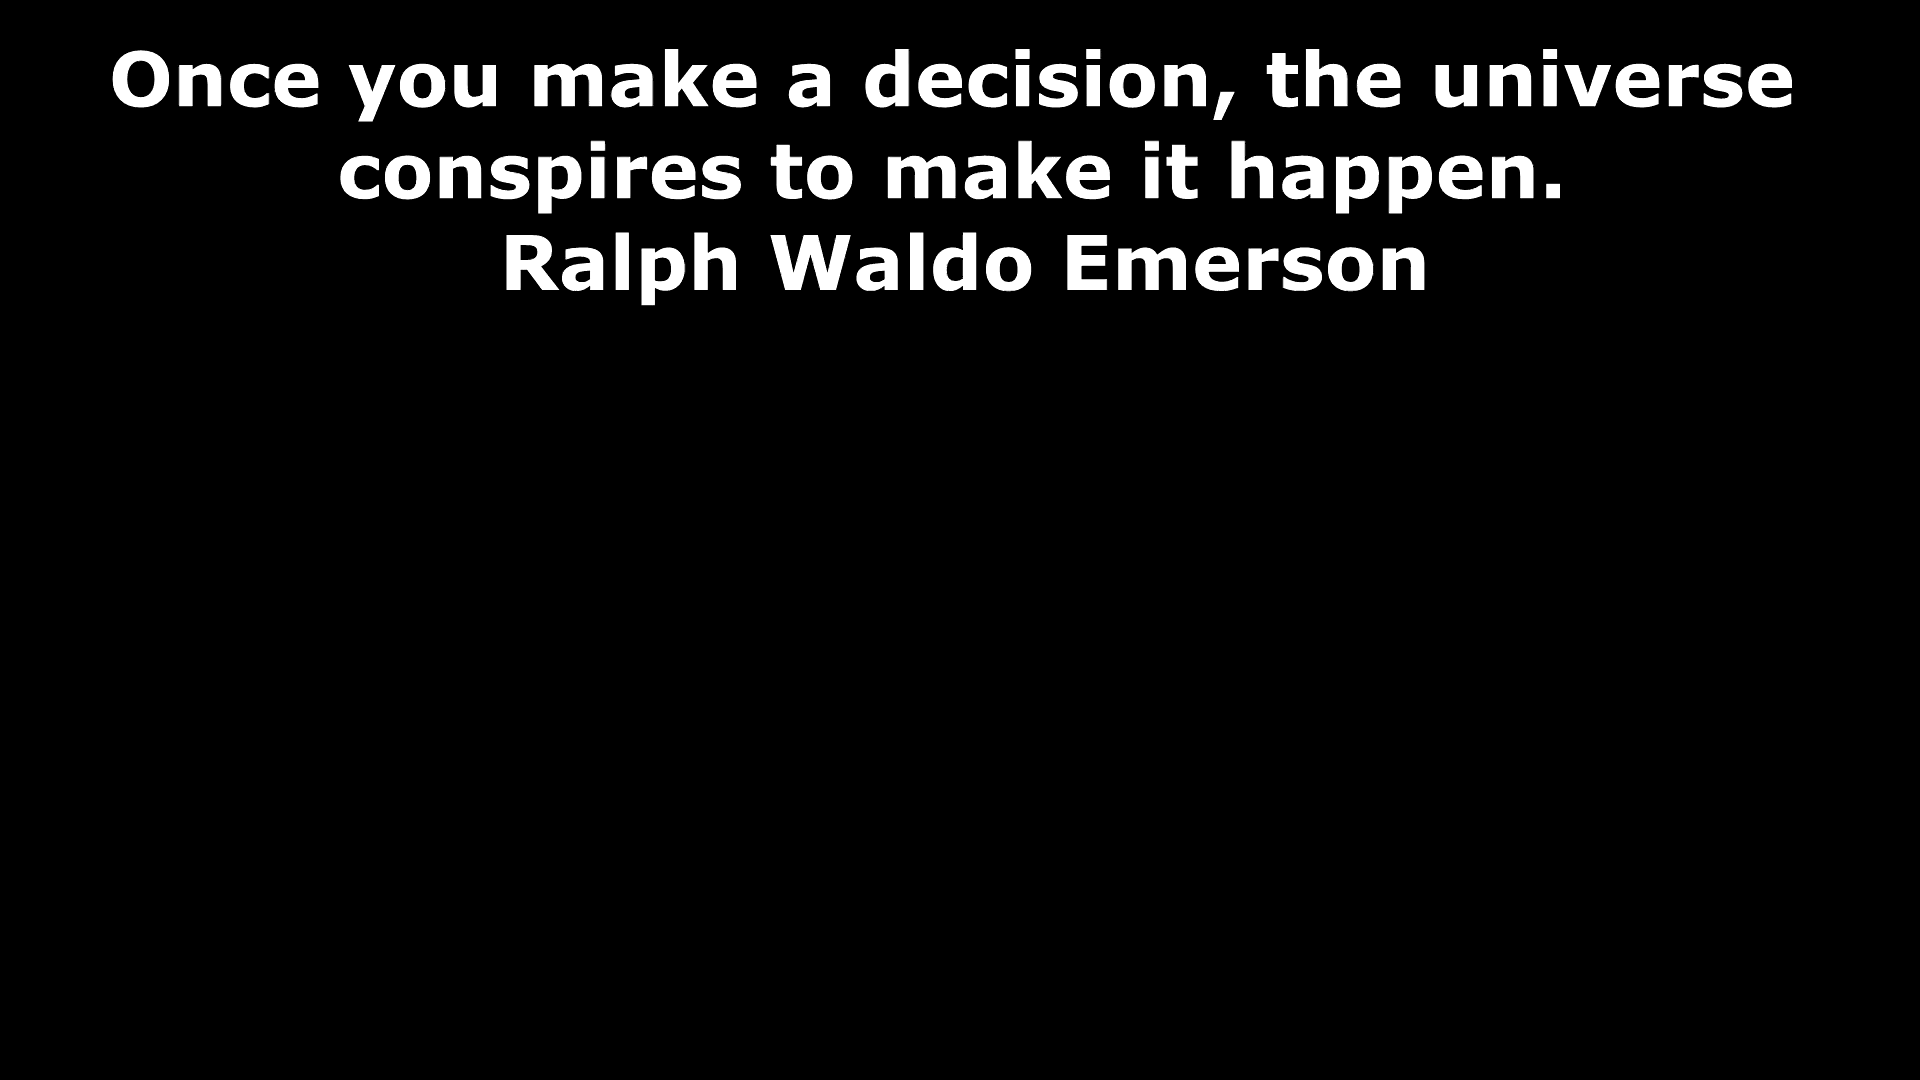 Once you make a decision, the universe
conspires to make it happen.
Ralph Waldo Emerson